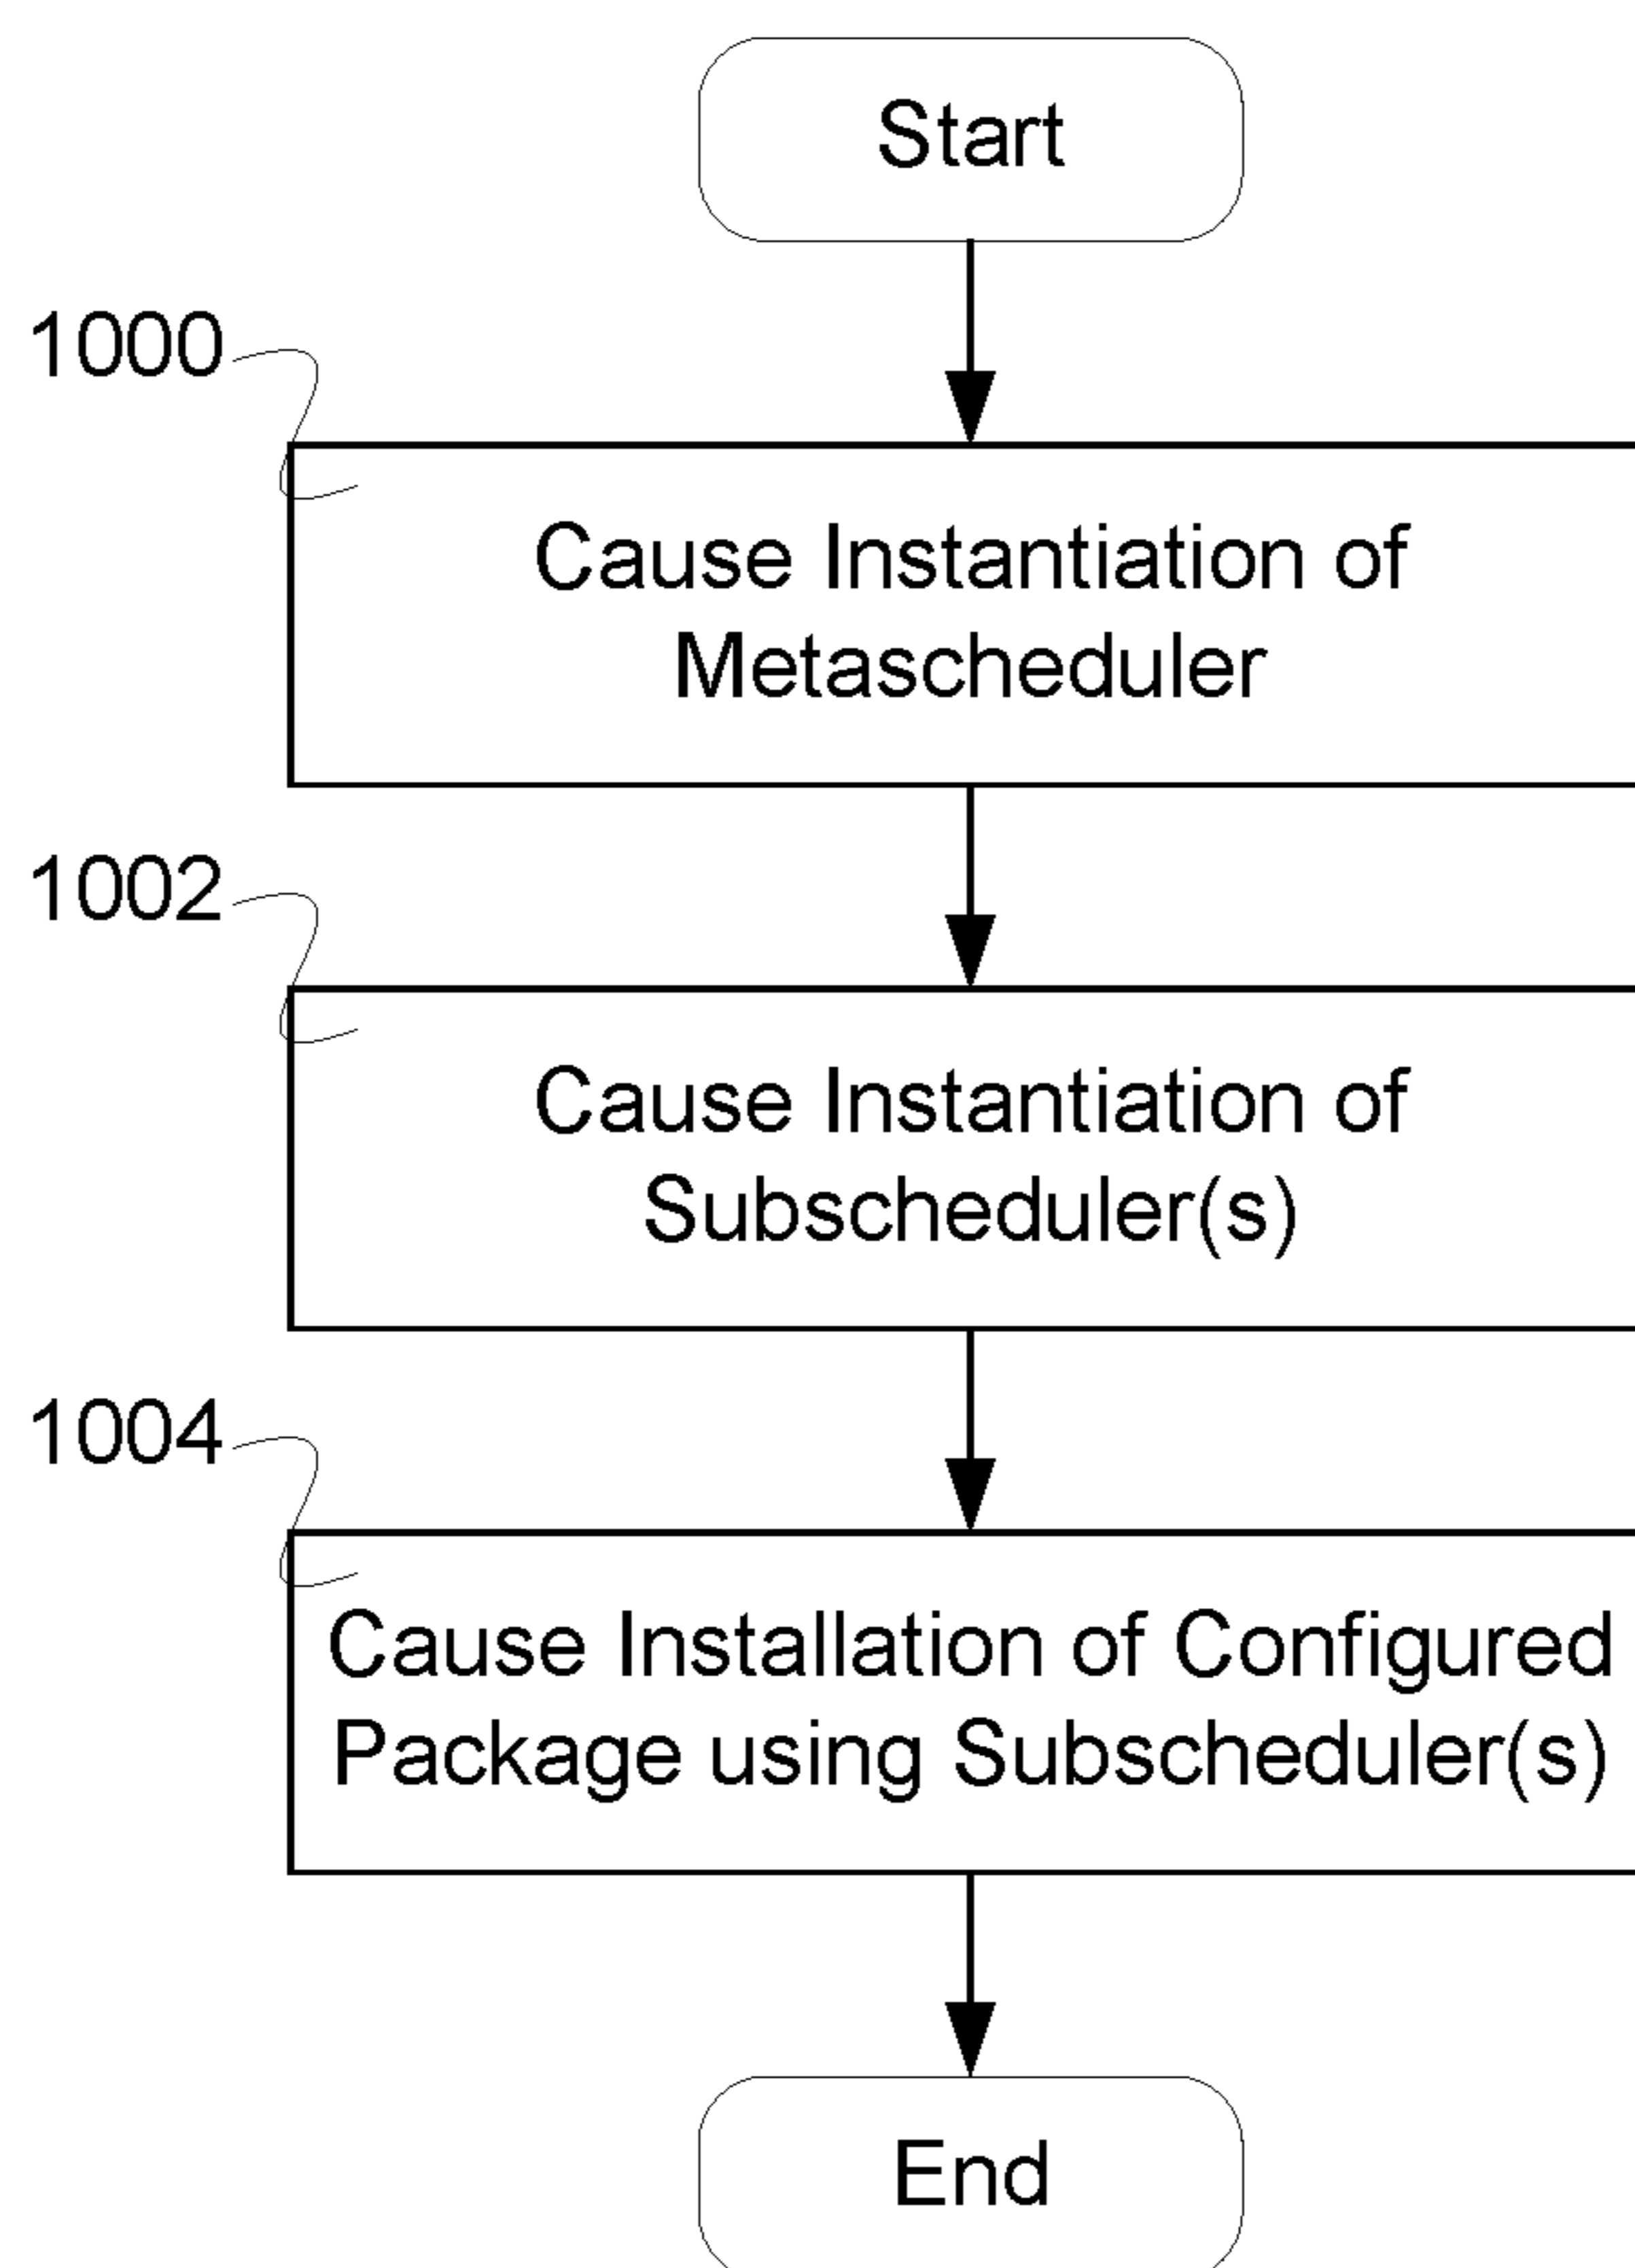 Start
1000
Cause Instantiation of
Metascheduler
1002
Cause Instantiation of
Subscheduler(s)
1004
Cause Installation of Configured
Package using Subscheduler(s)
End